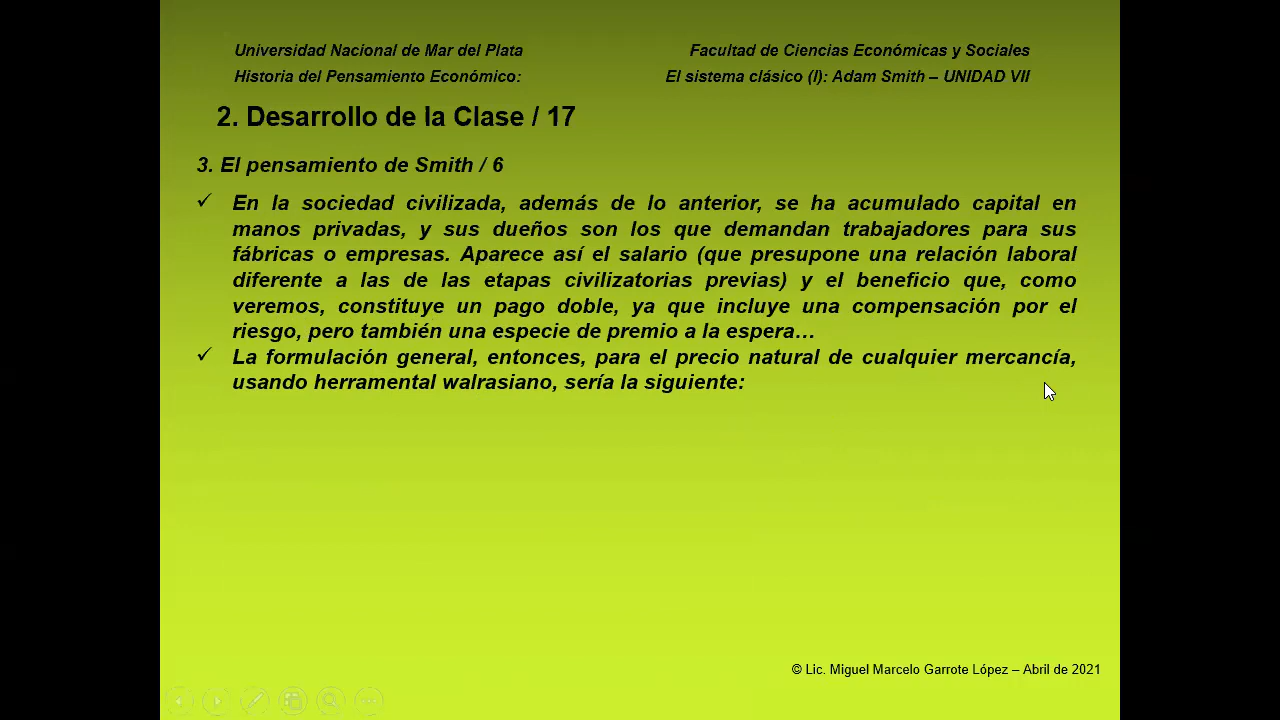 Universidad Nacional de Mar del Plata Facultad de Ciencias Económicas y Sociales
Historia del Pensamiento Económico: El sistema clásico (I): Adam Smith – UNIDAD VII
2. Desarrollo de la Clase / 17
3. El pensamiento de Smith / 6
✓ En la sociedad civilizada, además de lo anterior, se ha acumulado capital en
manos privadas, y sus dueños son los que demandan trabajadores para sus
fábricas o empresas. Aparece así el salario (que presupone una relación laboral
diferente a las de las etapas civilizatorias previas) y el beneficio que, como
veremos, constituye un pago doble, ya que incluye una compensación por el
riesgo, pero también una especie de premio a la espera…
✓ La formulación general, entonces, para el precio natural de cualquier mercancía,
usando herramental walrasiano, sería la siguiente:
© Lic. Miguel Marcelo Garrote López – Abril de 2021